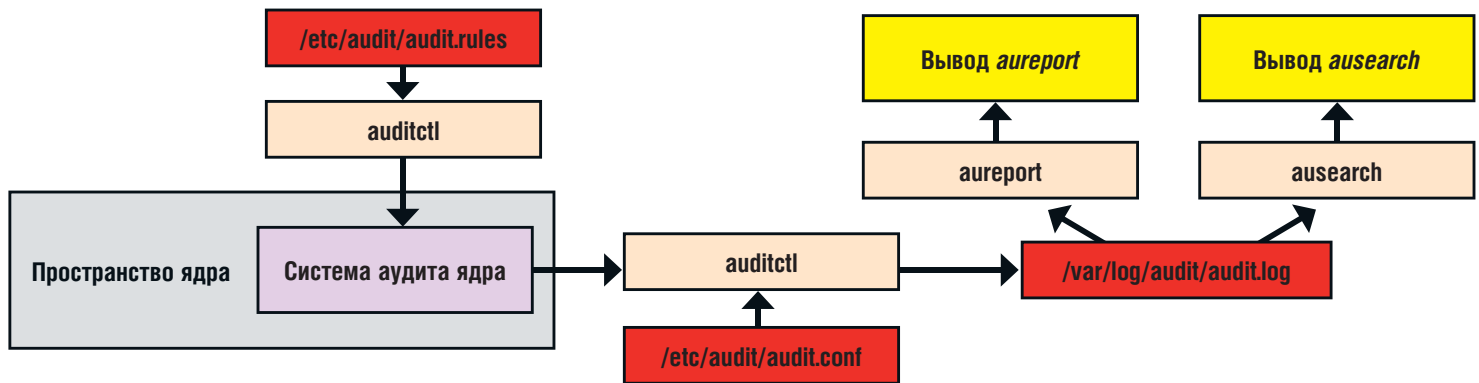 /etc/audit/audit.rules
auditctl
Пространство ядра
Система аудита ядра
auditctl
/etc/audit/audit.conf
/var/log/audit/audit.log
aureport
Вывод aureport
ausearch
Вывод ausearch